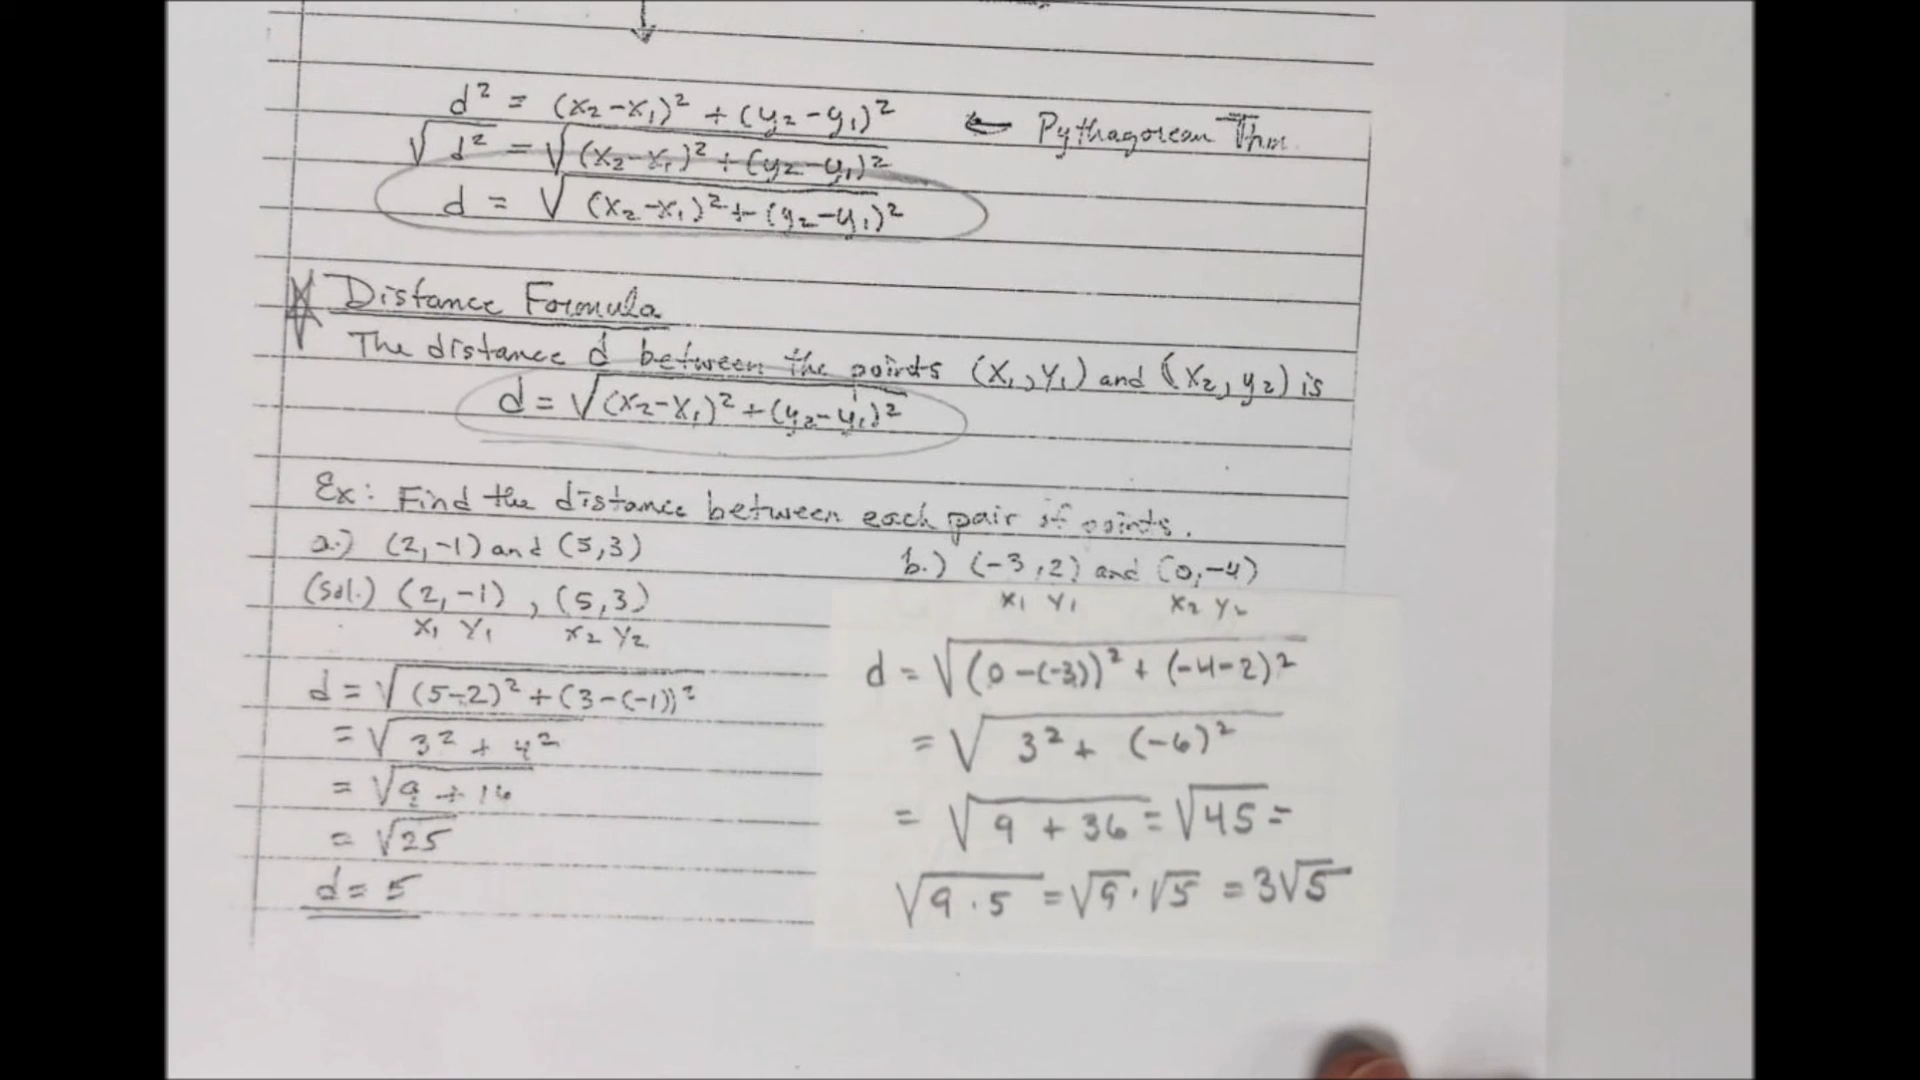 d² = (x₂-x₁)² + (y₂-y₁)² ← Pythagorean Thm.
√d² = √(x₂-x₁)² + (y₂-y₁)²
d = √(x₂-x₁)² + (y₂-y₁)²
Distance Formula
The distance d between the points (x₁, y₁) and (x₂, y₂) is
d = √(x₂-x₁)² + (y₂-y₁)²
Ex: Find the distance between each pair of points.
a.) (2,-1) and (5,3)
(Sol.) (2,-1), (5,3)
x₁ y₁ x₂ y₂
d = √(5-2)² + (3-(-1))²
= √3² + 4²
= √9 + 16
= √25
d = 5
b.) (-3,2) and (0,-4)
x₁ y₁ x₂ y₂
d = √(0-(-3))² + (-4-2)²
= √3² + (-6)²
= √9 + 36 = √45 =
√9·5 = √9·√5 = 3√5